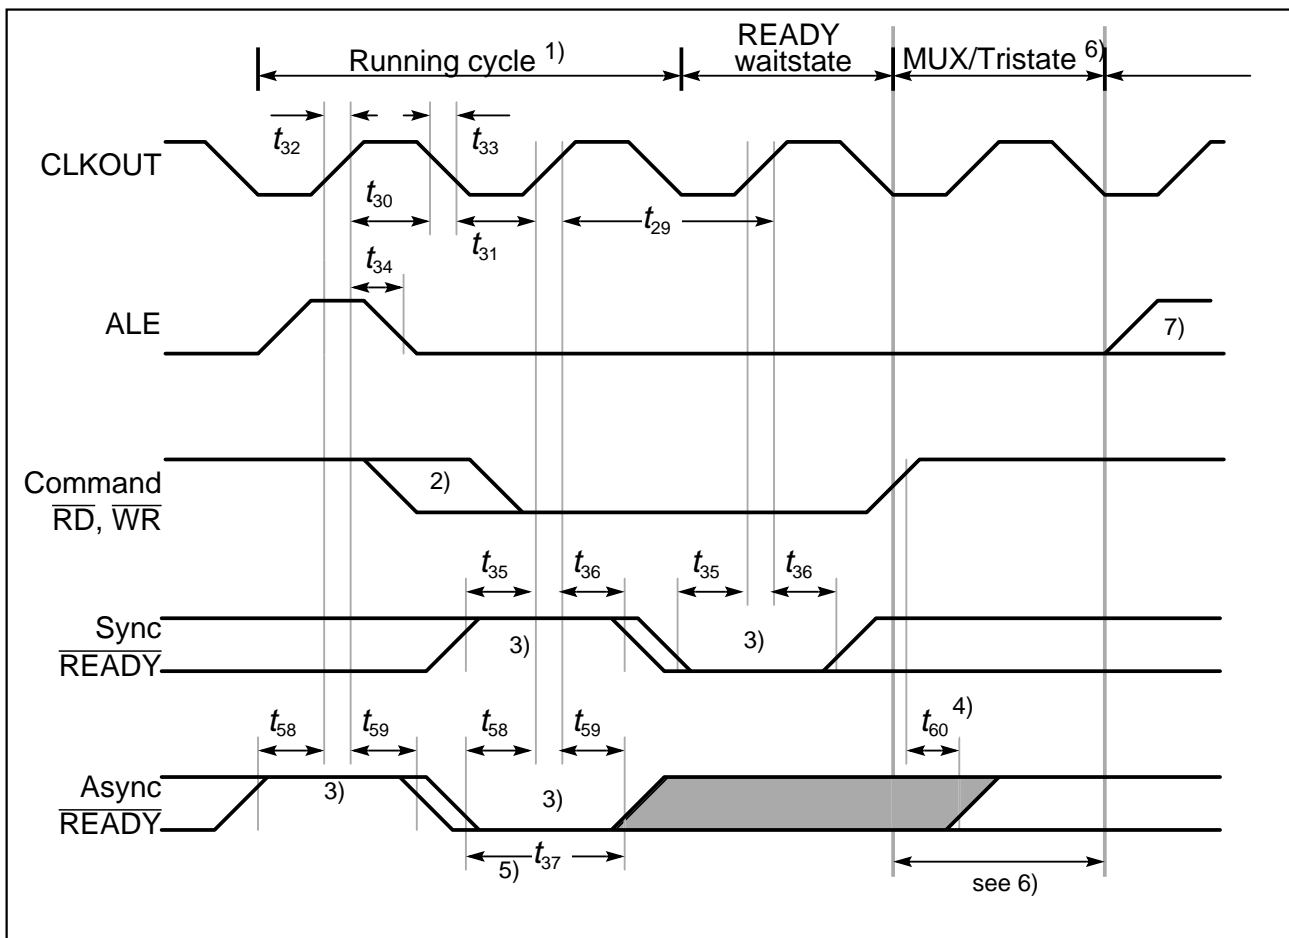 READY
Running cycle 1)
waitstate
MUX/Tristate 6)
t32
t33
CLKOUT
t30
t29
t31
t34
ALE
7)
Command
2)
RD, WR
t35
t36
t35
t36
Sync
3)
3)
READY
t58
t59
t58
t59
t60 4)
Async
3)
3)
READY
t37
5)
see 6)